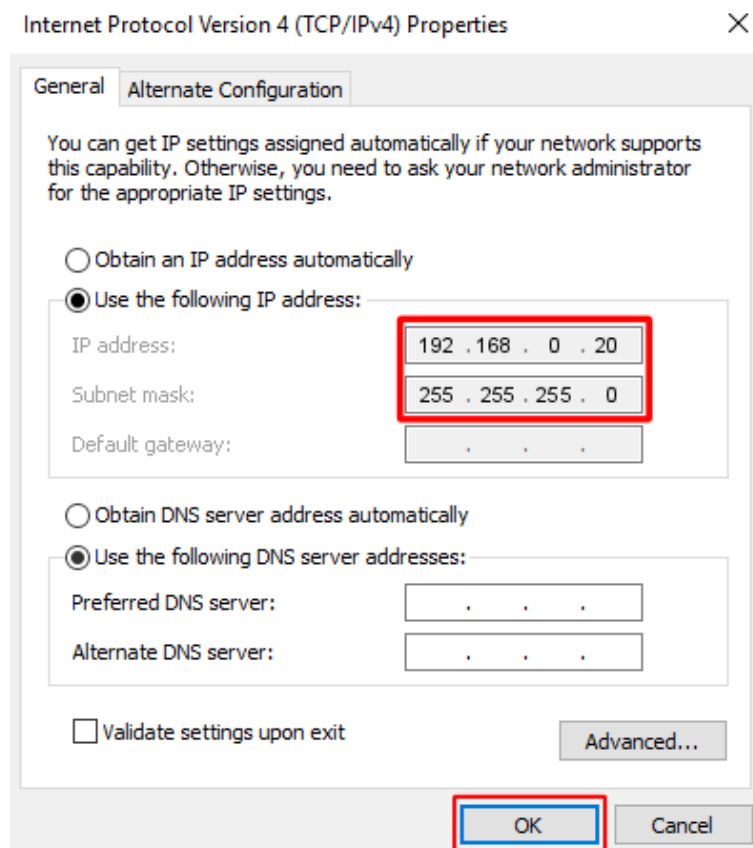 Internet Protocol Version 4 (TCP/IPv4) Properties
General
Alternate Configuration
You can get IP settings assigned automatically if your network supports
this capability. Otherwise, you need to ask your network administrator
for the appropriate IP settings.
Obtain an IP address automatically
Use the following IP address:
IP address: 192 . 168 . 0 . 20
Subnet mask: 255 . 255 . 255 . 0
Default gateway: . . .
Obtain DNS server address automatically
Use the following DNS server addresses:
Preferred DNS server: . . .
Alternate DNS server: . . .
Validate settings upon exit
Advanced...
OK
Cancel